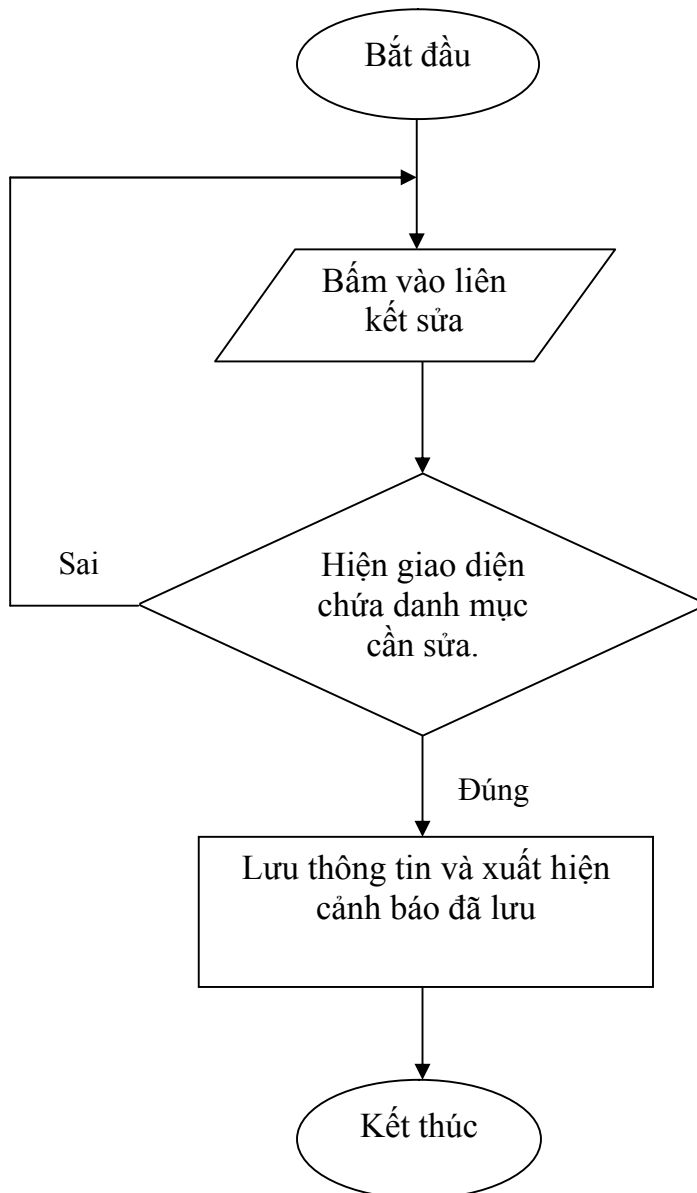 Bắt đầu
Bấm vào liên
kết sửa
Sai
Hiện giao diện
chứa danh mục
cần sửa.
Đúng
Lưu thông tin và xuất hiện
cảnh báo đã lưu
Kết thúc